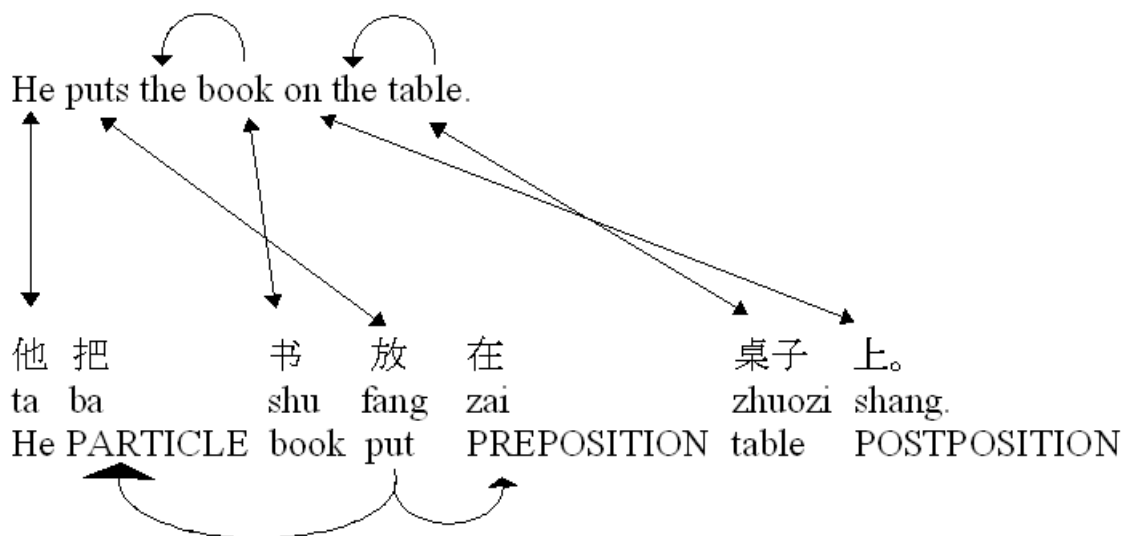 He puts the book on the table.
他 把 书 放 在 桌子 上。
ta ba shu fang zai zhuozi shang.
He PARTICLE book put PREPOSITION table POSTPOSITION